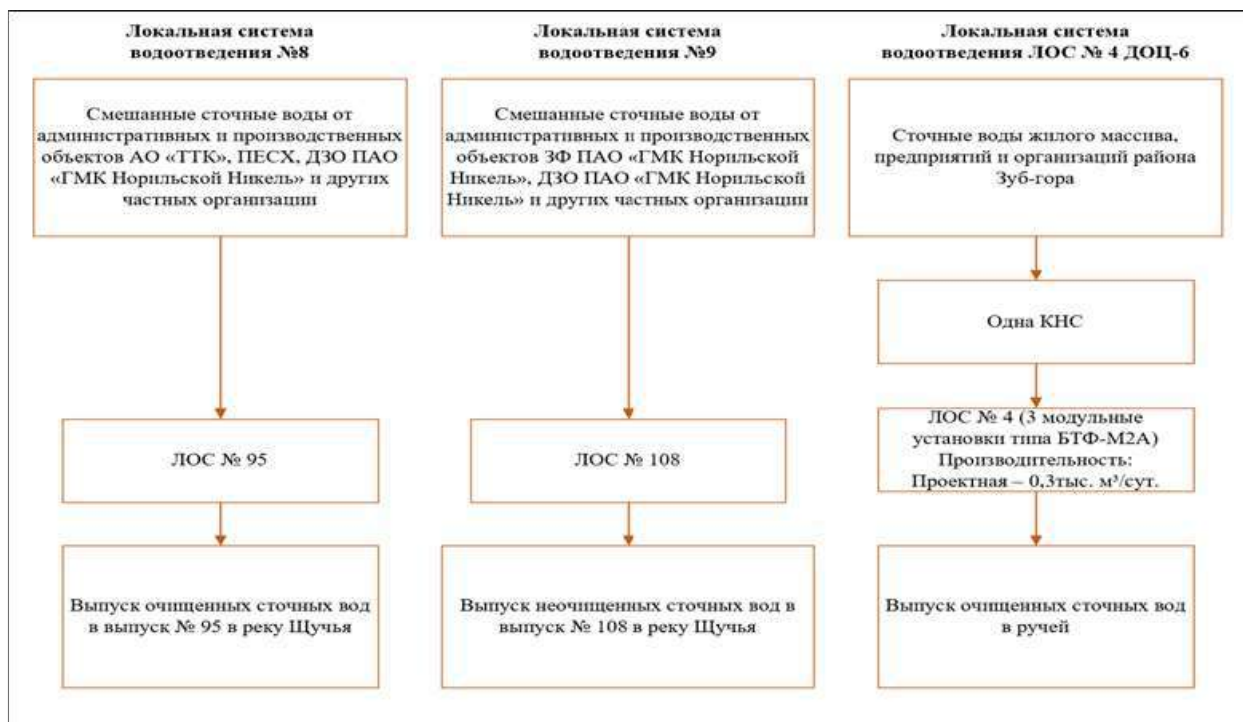 Локальная система
водоотведения №8
Смешанные сточные воды от
административных и производственных
объектов АО «ТТК», ПЕСХ, ДЗО ПАО
«ГМК Норильской Никель» и других
частных организации
ЛОС № 95
Выпуск очищенных сточных вод
в выпуск № 95 в реку Щучья
Локальная система
водоотведения №9
Смешанные сточные воды от
административных и производственных
объектов ЗФ ПАО «ГМК Норильской
Никель», ДЗО ПАО «ГМК Норильской
Никель» и других частных организации
ЛОС № 108
Выпуск неочищенных сточных вод в
выпуск № 108 в реку Щучья
Локальная система
водоотведения ЛОС № 4 ДОЦ-6
Сточные воды жилого массива,
предприятий и организаций района
Зуб-гора
Одна КНС
ЛОС № 4 (3 модульные
установки типа БТФ-М2А)
Производительность:
Проектная – 0,3тыс. м³/сут.
Выпуск очищенных сточных вод
в ручей